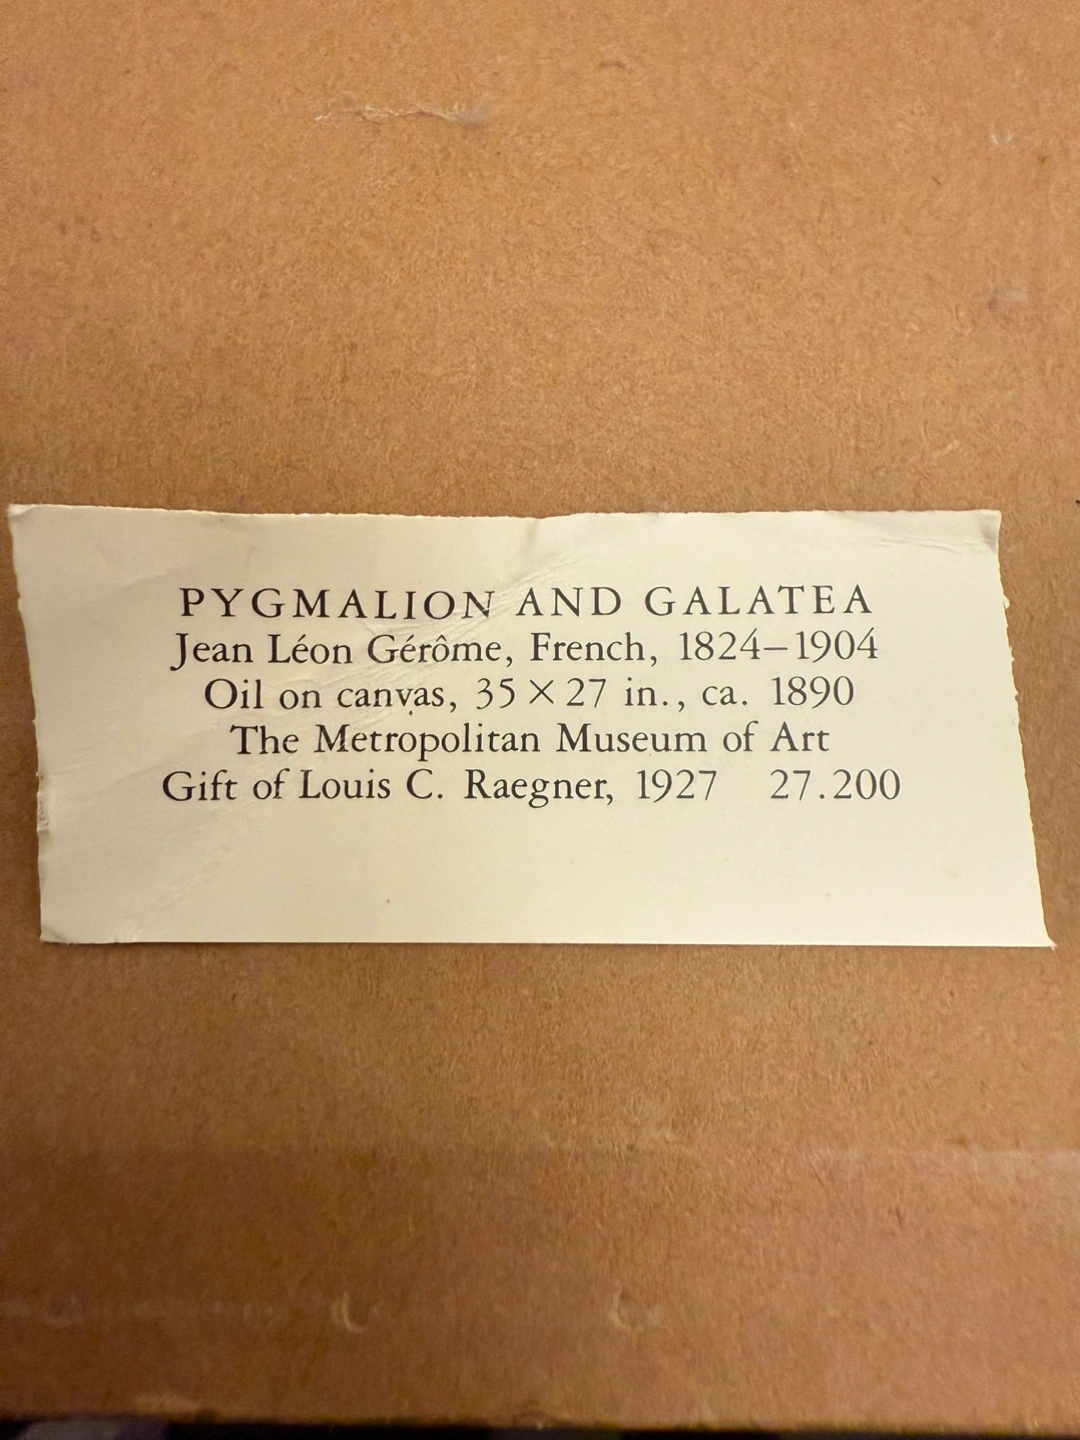 PYGMALION AND GALATEA
Jean Léon Gérôme, French, 1824–1904
Oil on canvas, 35 × 27 in., ca. 1890
The Metropolitan Museum of Art
Gift of Louis C. Raegner, 1927 27.200